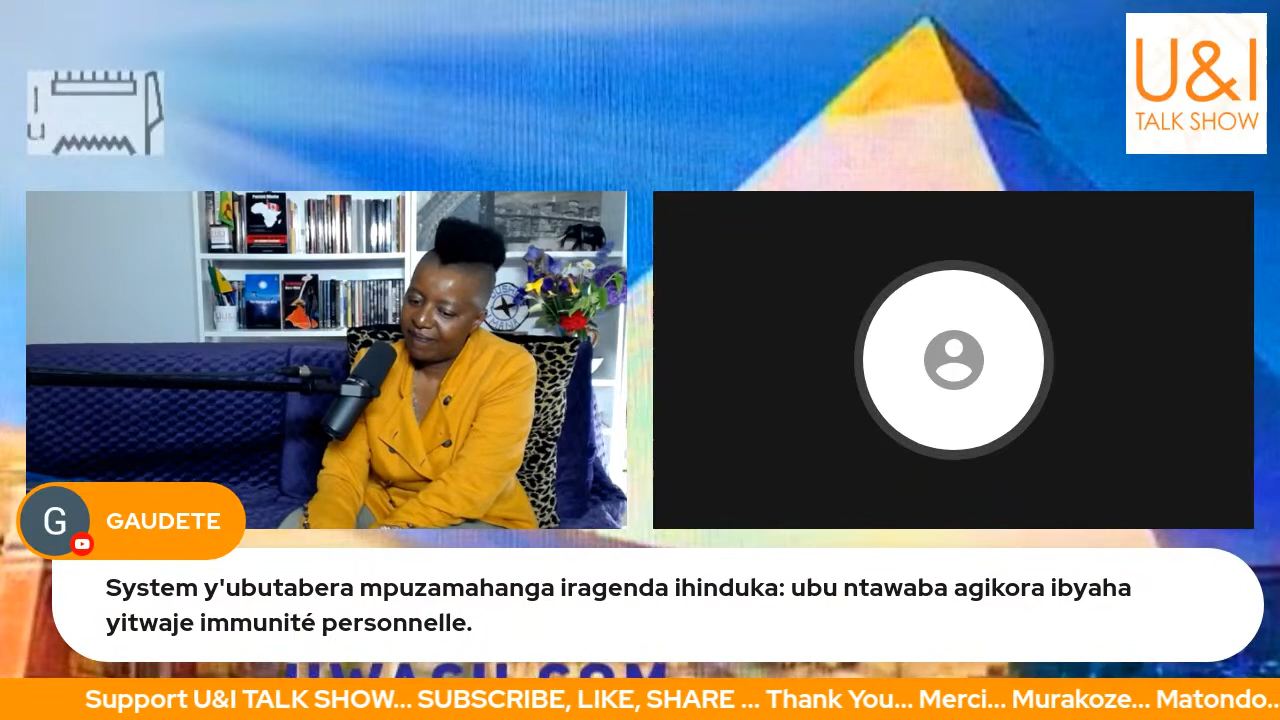 U&I
TALK SHOW
G
GAUDETE
System y'ubutabera mpuzamahanga iragenda ihinduka: ubu ntawaba agikora ibyaha
yitwaje immunité personnelle.
Support U&I TALK SHOW... SUBSCRIBE, LIKE, SHARE ... Thank You... Merci... Murakoze... Matondo..